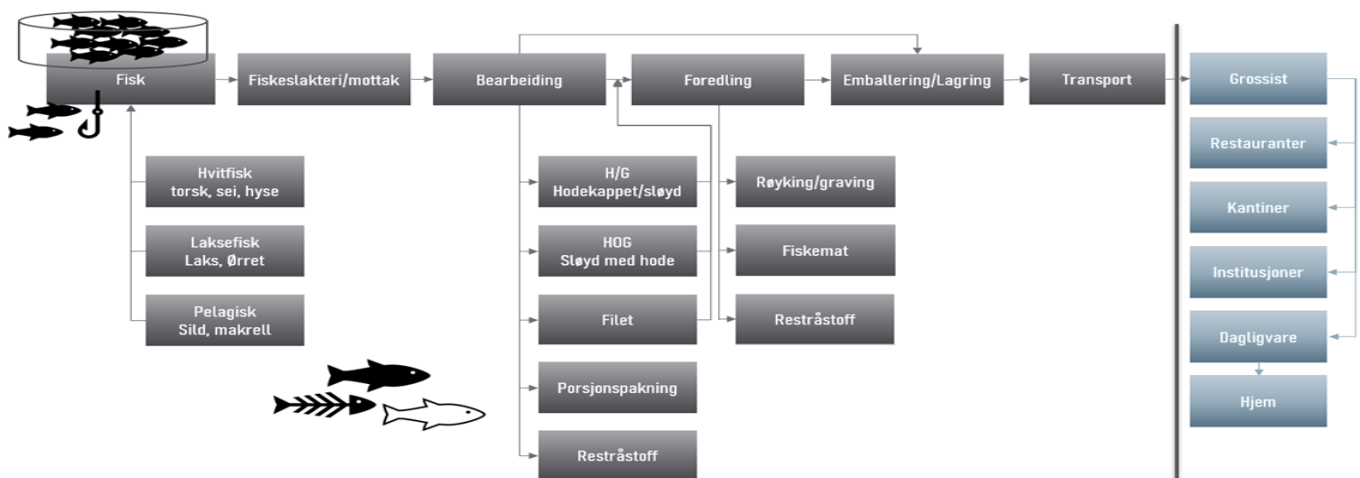 Fisk
Fiskeslakteri/mottak
Bearbeiding
Foredling
Emballering/Lagring
Transport
Grossist
Hvitfisk
torsk, sei, hyse
Laksefisk
Laks, Ørret
Pelagisk
Sild, makrell
H/G
Hodekappet/sløyd
HOG
Sløyd med hode
Filet
Porsjonspakning
Restråstoff
Røyking/graving
Fiskemat
Restråstoff
Restauranter
Kantiner
Institusjoner
Dagligvare
Hjem